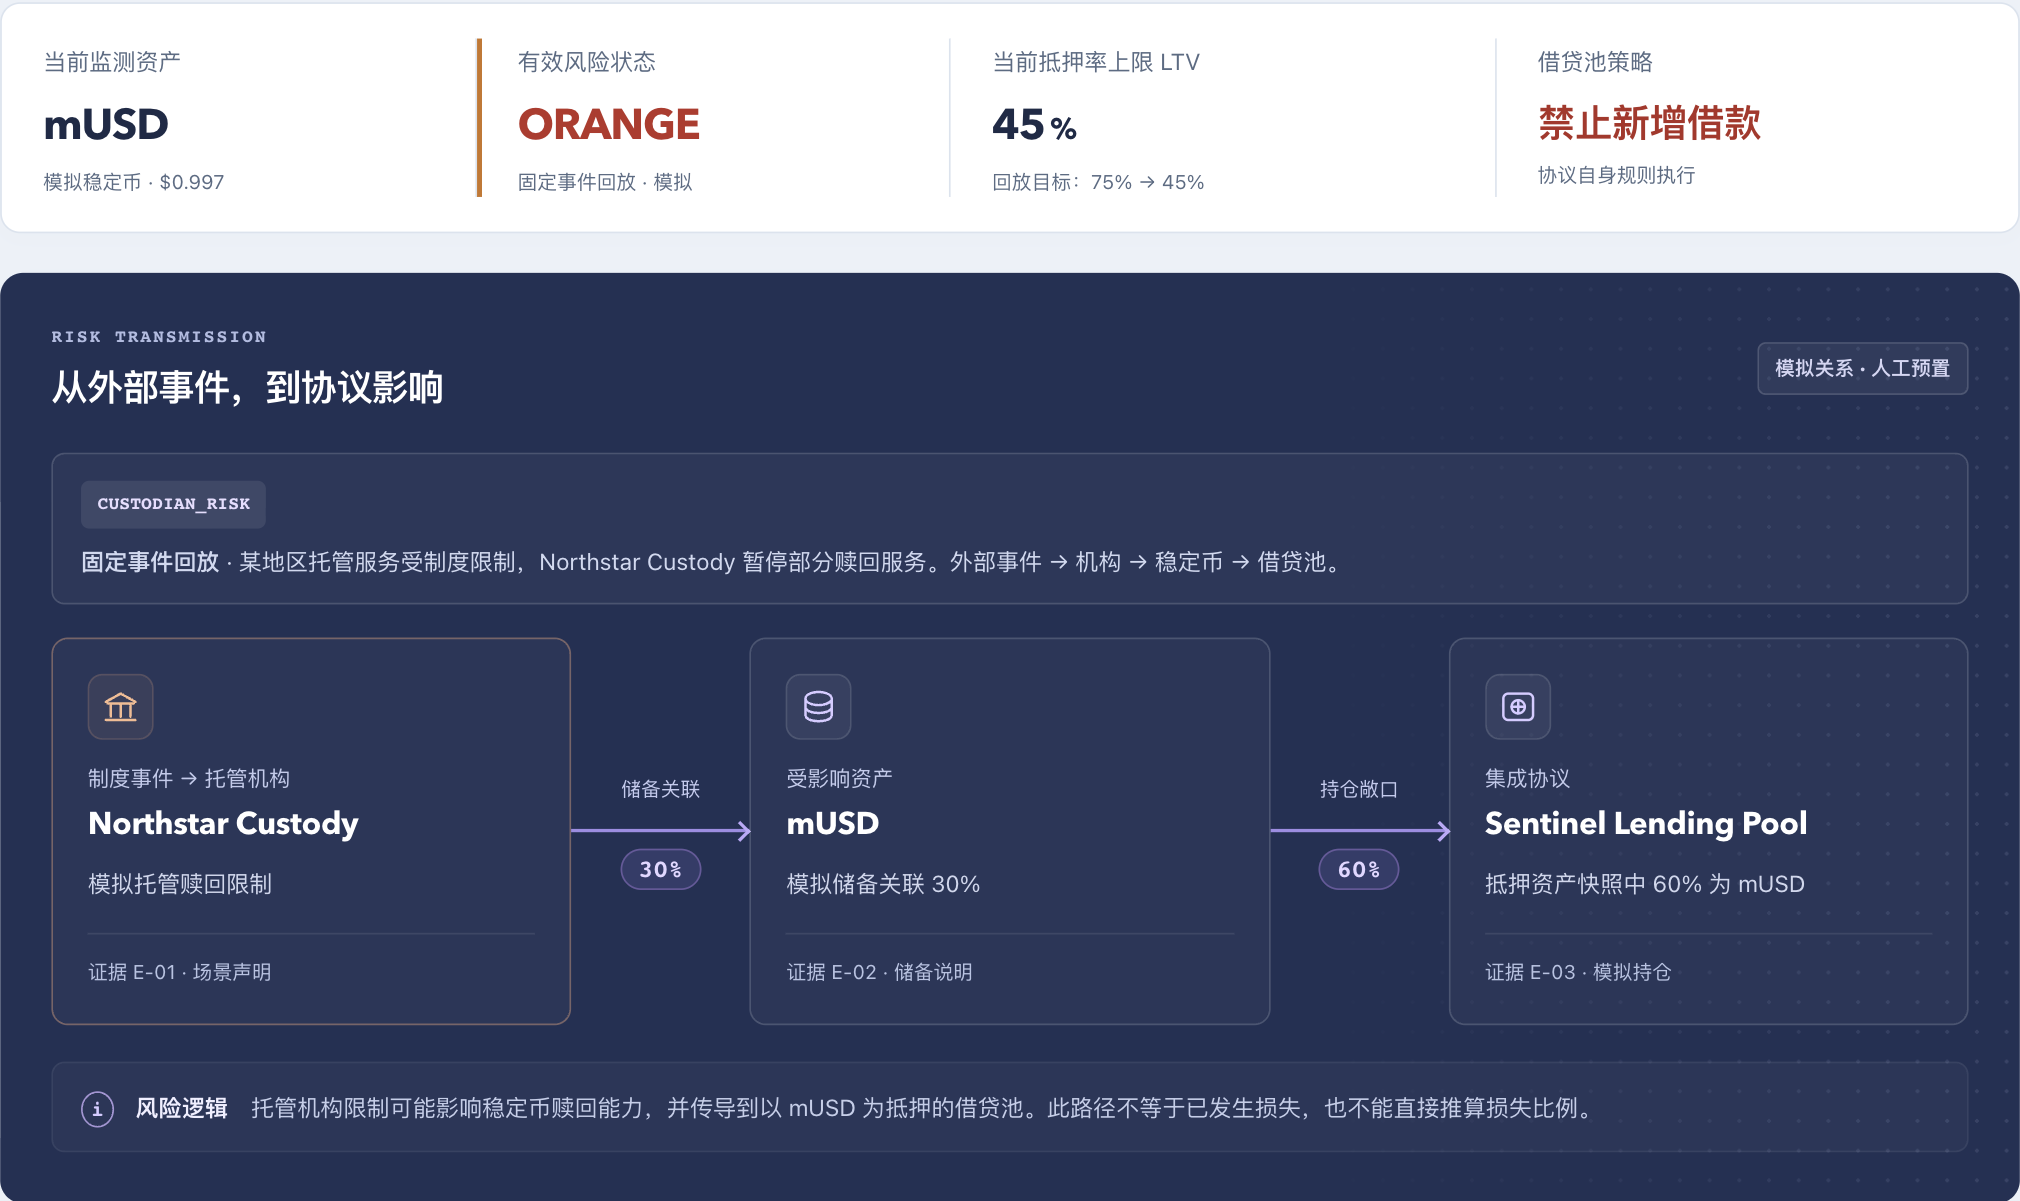 当前监测资产
mUSD
模拟稳定币 · $0.997
有效风险状态
ORANGE
固定事件回放 · 模拟
当前抵押率上限 LTV
45 %
回放目标：75% → 45%
借贷池策略
禁止新增借款
协议自身规则执行
RISK TRANSMISSION
从外部事件，到协议影响
模拟关系 · 人工预置
CUSTODIAN_RISK
固定事件回放 · 某地区托管服务受制度限制，Northstar Custody 暂停部分赎回服务。外部事件 → 机构 → 稳定币 → 借贷池。
制度事件 → 托管机构
Northstar Custody
模拟托管赎回限制
证据 E-01 · 场景声明
储备关联
30%
受影响资产
mUSD
模拟储备关联 30%
证据 E-02 · 储备说明
持仓敞口
60%
集成协议
Sentinel Lending Pool
抵押资产快照中 60% 为 mUSD
证据 E-03 · 模拟持仓
i 风险逻辑 托管机构限制可能影响稳定币赎回能力，并传导到以 mUSD 为抵押的借贷池。此路径不等于已发生损失，也不能直接推算损失比例。